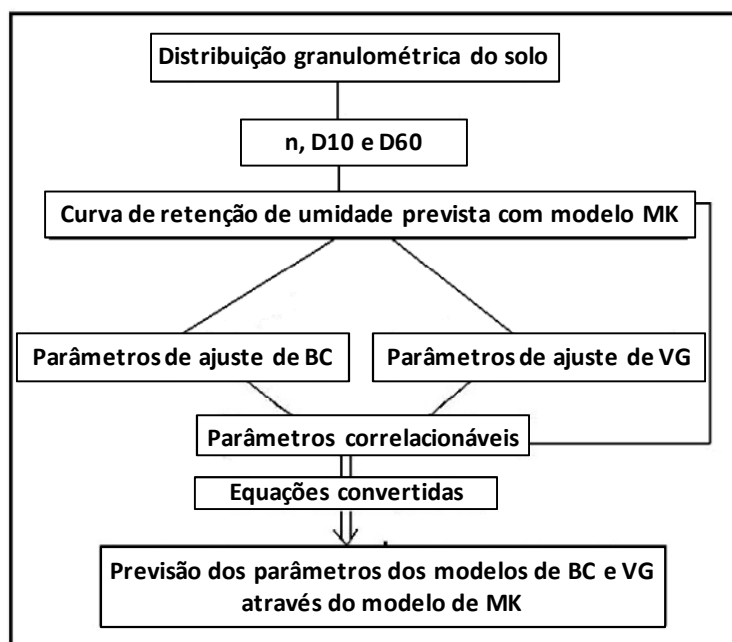 Distribuição granulométrica do solo
n, D10 e D60
Curva de retenção de umidade prevista com modelo MK
Parâmetros de ajuste de BC
Parâmetros de ajuste de VG
Parâmetros correlacionáveis
Equações convertidas
Previsão dos parâmetros dos modelos de BC e VG
através do modelo de MK